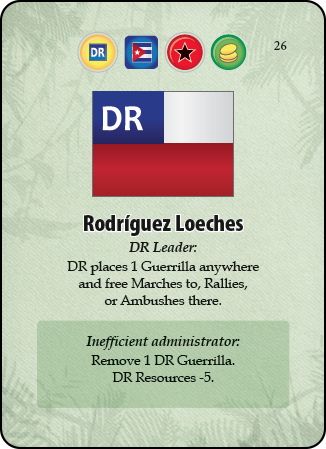 DR
26
DR
Rodríguez Loeches
DR Leader:
DR places 1 Guerrilla anywhere
and free Marches to, Rallies,
or Ambushes there.
Inefficient administrator:
Remove 1 DR Guerrilla.
DR Resources -5.